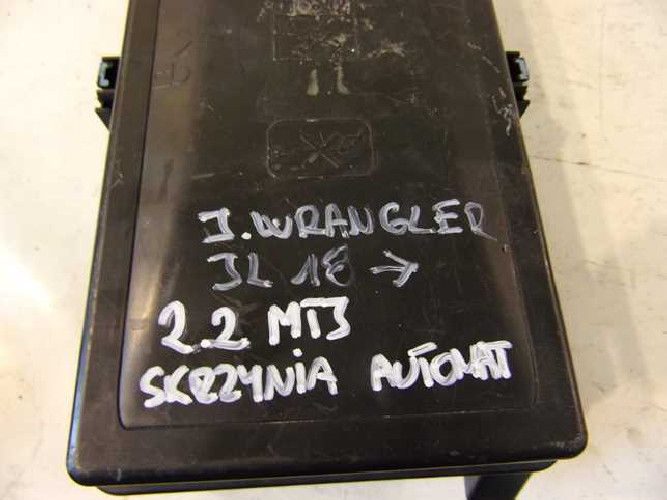 J. WRANGLER
JL 18 →
2.2 MTJ
SKRZYNIA AUTOMAT